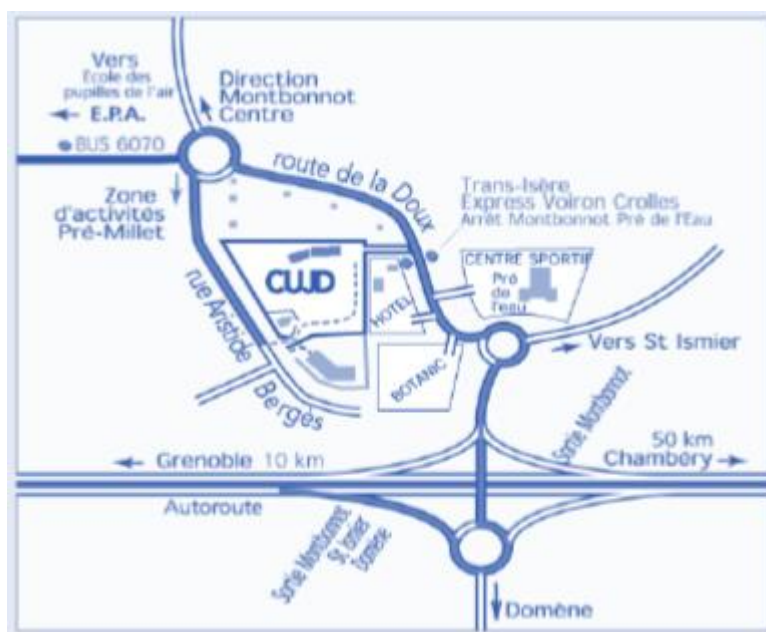 Vers
Ecole des
pupilles de l'air
E.P.A.
BUS 6070
Direction
Montbonnot
Centre
route de la Doux
Zone
d'activités
Pré-Millet
Trans-Isère
Express Voiron Crolles
Arrêt Montbonnot Pré de l'Eau
CENTRE SPORTIF
Pré
de
l'eau
CWD
HOTEL
BOTANIC
rue Aristide
Bergès
Vers St Ismier
Sortie Montbonnot
Grenoble 10 km
50 km
Chambéry
Autoroute
Sortie Montbonnot
St Ismier
Domène
Domène